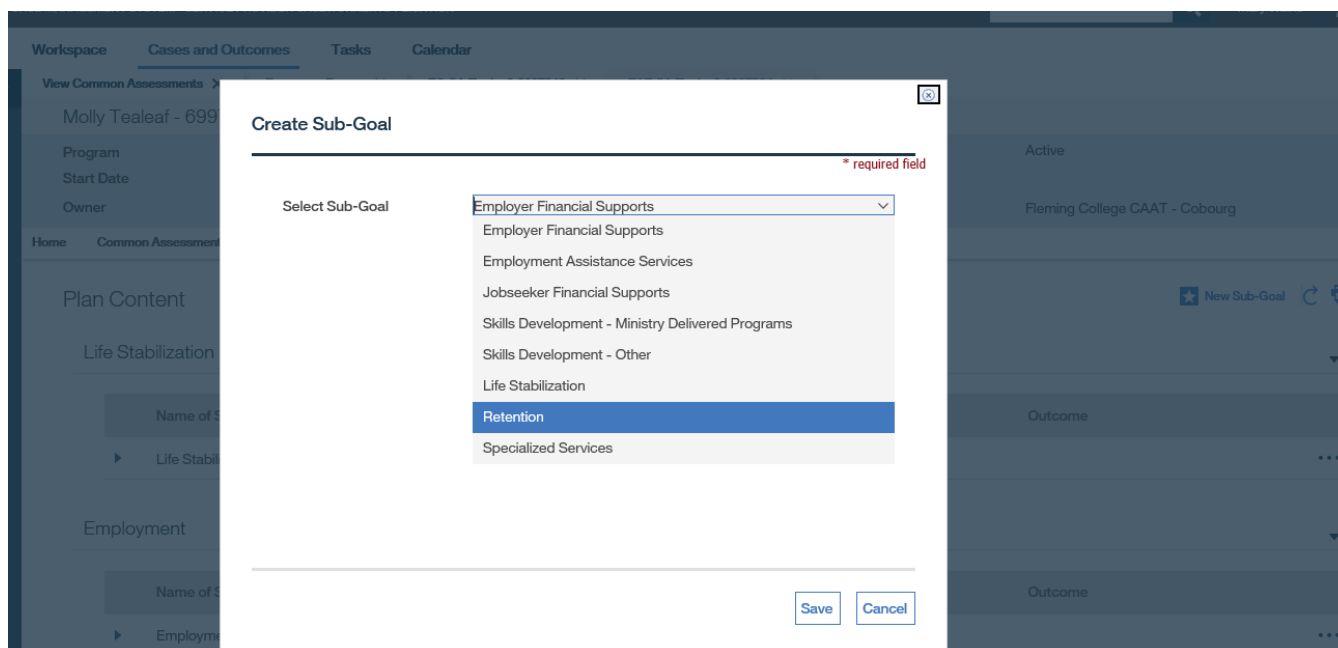 Workspace Cases and Outcomes Tasks Calendar
View Common Assessments
Molly Tealeaf - 699
Create Sub-Goal
Program Active
* required field
Start Date
Select Sub-Goal Employer Financial Supports
Owner Fleming College CAAT - Cobourg
Employer Financial Supports
Home Common Assessment
Employment Assistance Services
Jobseeker Financial Supports
Plan Content New Sub-Goal
Skills Development - Ministry Delivered Programs
Life Stabilization
Skills Development - Other
Life Stabilization
Name of Retention Outcome
Specialized Services
Life Stabil
Employment
Name of Outcome
Save Cancel
Employme